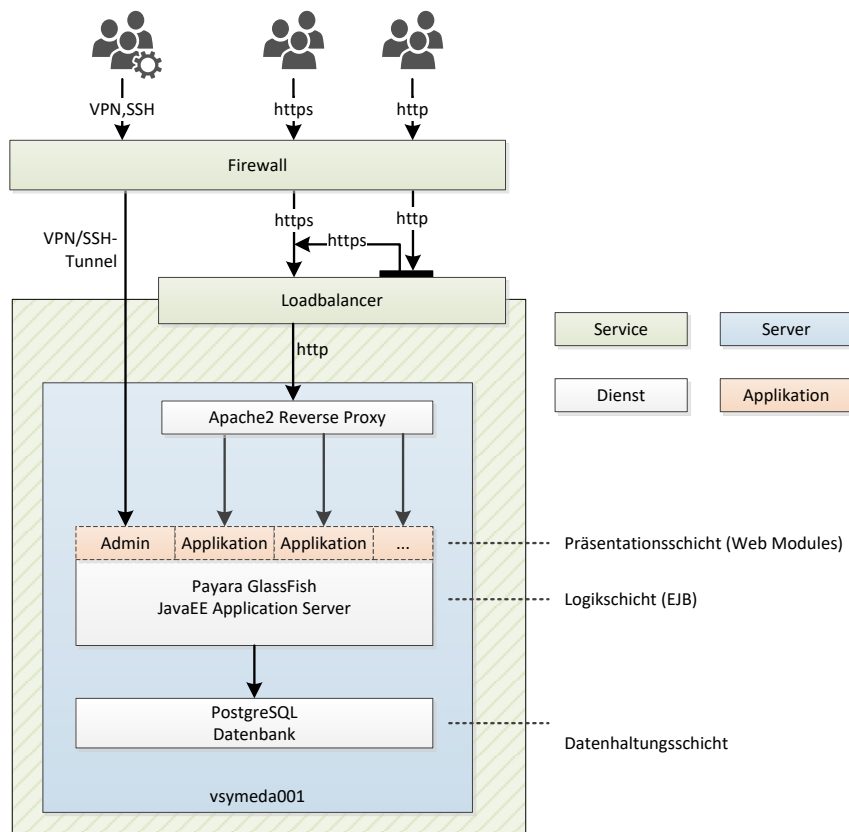 VPN,SSH
https
http
Firewall
https
http
VPN/SSH-
Tunnel
https
Loadbalancer
http
Service
Server
Dienst
Applikation
Apache2 Reverse Proxy
Admin
Applikation
Applikation
...
Präsentationsschicht (Web Modules)
Payara GlassFish
JavaEE Application Server
Logikschicht (EJB)
PostgreSQL
Datenbank
Datenhaltungsschicht
vsymeda001